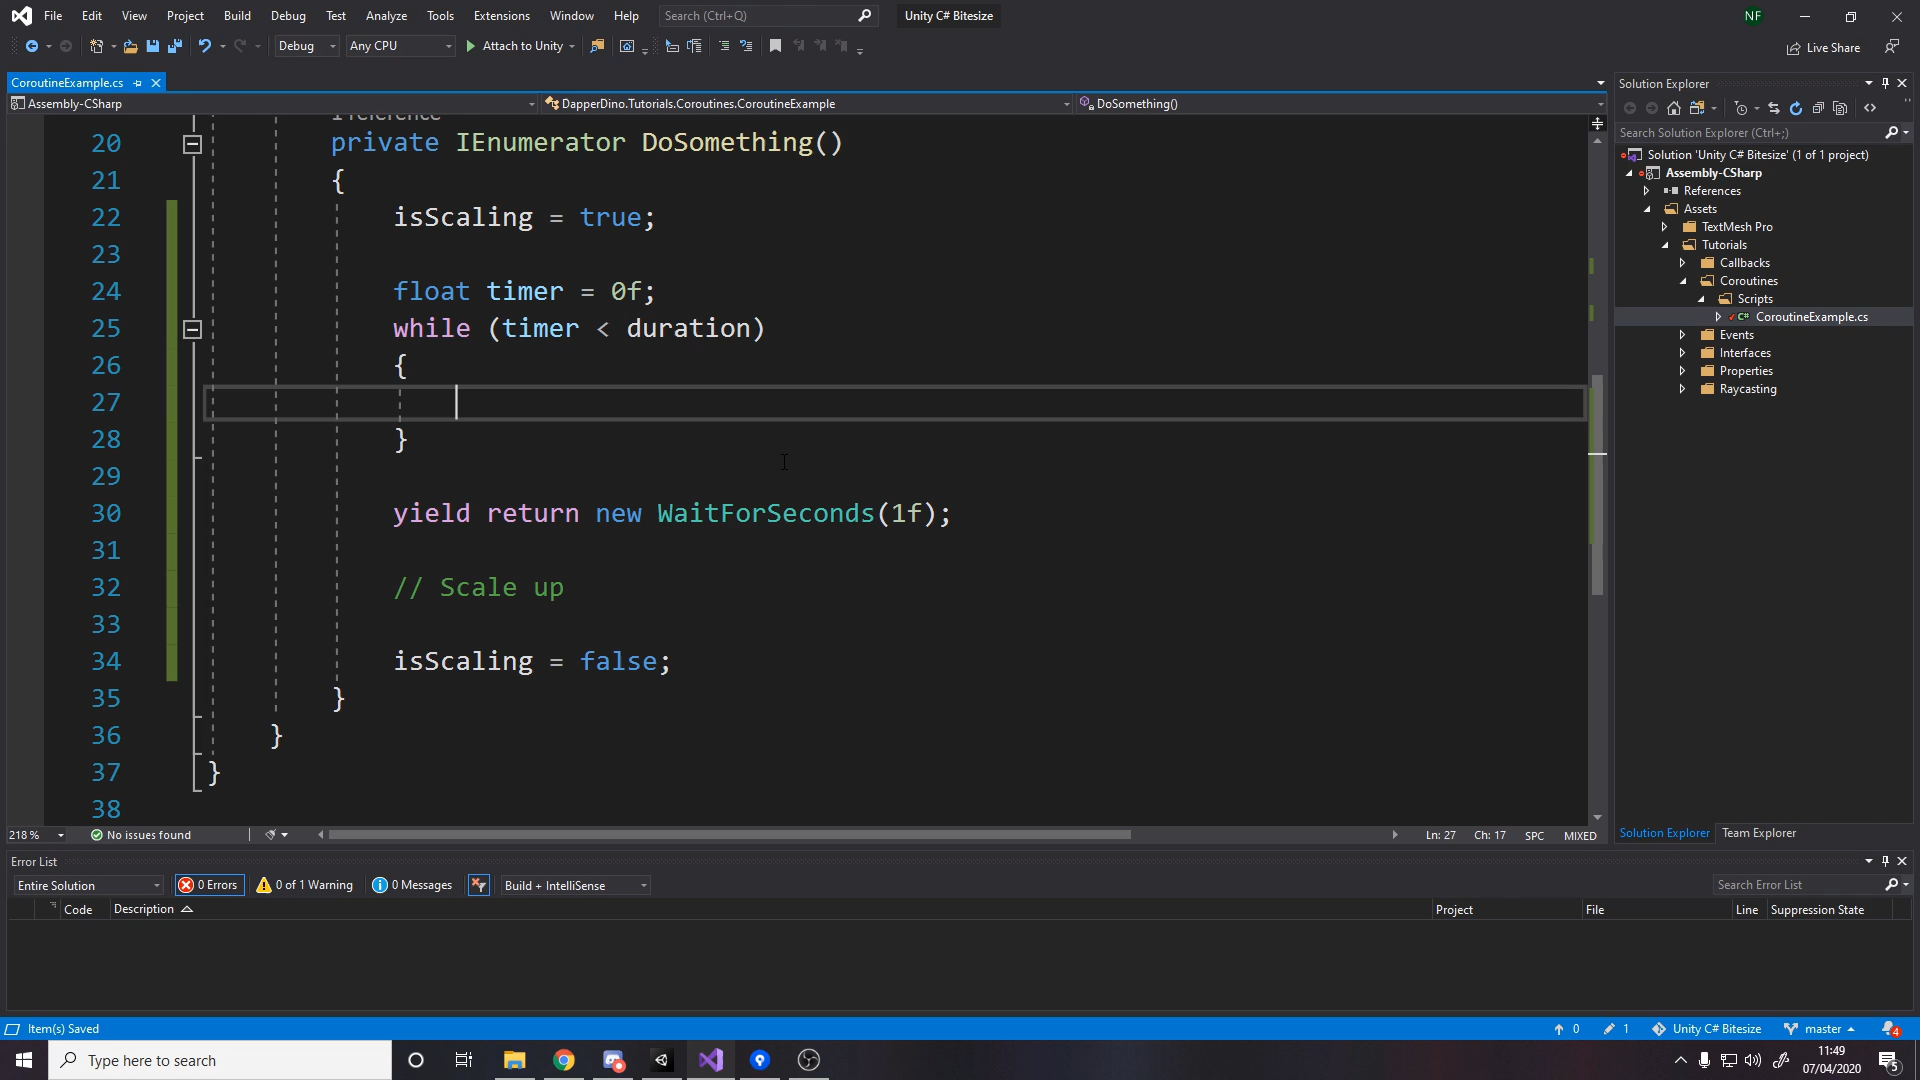 File Edit View Project Build Debug Test Analyze Tools Extensions Window Help Search (Ctrl+Q) Unity C# Bitesize NF
Debug Any CPU Attach to Unity Live Share
CoroutineExample.cs
Assembly-CSharp DapperDino.Tutorials.Coroutines.CoroutineExample DoSomething()
20 private IEnumerator DoSomething()
21 {
22 isScaling = true;
23
24 float timer = 0f;
25 while (timer < duration)
26 {
27
28 }
29
30 yield return new WaitForSeconds(1f);
31
32 // Scale up
33
34 isScaling = false;
35 }
36 }
37 }
38
218 % No issues found Ln: 27 Ch: 17 SPC MIXED
Solution Explorer
Search Solution Explorer (Ctrl+;)
Solution 'Unity C# Bitesize' (1 of 1 project)
Assembly-CSharp
References
Assets
TextMesh Pro
Tutorials
Callbacks
Coroutines
Scripts
C# CoroutineExample.cs
Events
Interfaces
Properties
Raycasting
Solution Explorer Team Explorer
Error List
Entire Solution 0 Errors 0 of 1 Warning 0 Messages Build + IntelliSense Search Error List
Code Description Project File Line Suppression State
Item(s) Saved 0 1 Unity C# Bitesize master 4
Type here to search 11:49
07/04/2020 5